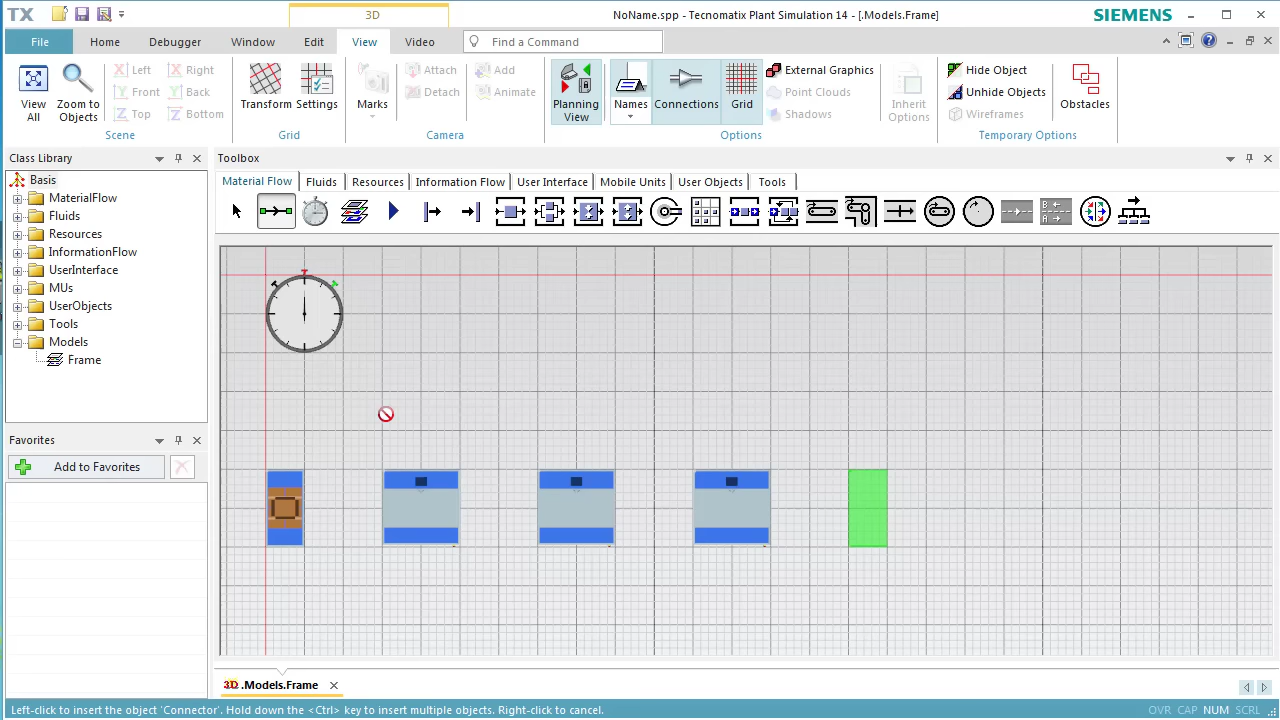 TX
3D
NoName.spp - Tecnomatix Plant Simulation 14 - [.Models.Frame]
SIEMENS
File
Home
Debugger
Window
Edit
View
Video
Find a Command
View All
Zoom to Objects
Left
Right
Front
Back
Top
Bottom
Scene
Transform
Settings
Grid
Marks
Attach
Detach
Add
Animate
Camera
Planning View
Names
Connections
Grid
External Graphics
Point Clouds
Shadows
Options
Inherit Options
Hide Object
Unhide Objects
Wireframes
Obstacles
Temporary Options
Class Library
Basis
MaterialFlow
Fluids
Resources
InformationFlow
UserInterface
MUs
UserObjects
Tools
Models
Frame
Favorites
Add to Favorites
Toolbox
Material Flow
Fluids
Resources
Information Flow
User Interface
Mobile Units
User Objects
Tools
3D .Models.Frame
Left-click to insert the object 'Connector'. Hold down the <Ctrl> key to insert multiple objects. Right-click to cancel.
OVR CAP NUM SCRL